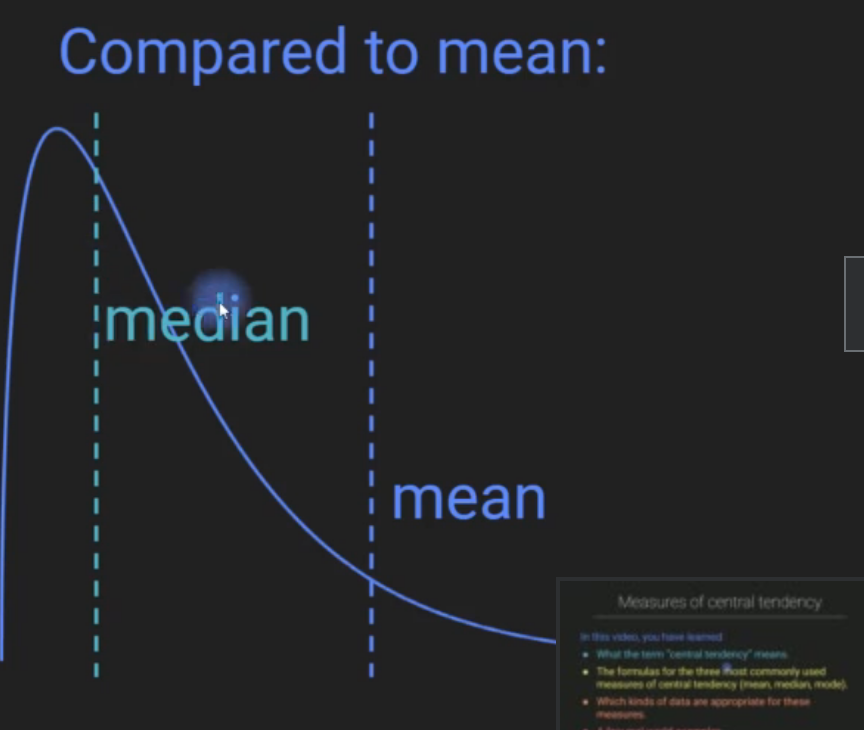 Compared to mean:
median
mean
Measures of central tendency
In this video, you have learned
• What the term "central tendency" means.
• The formulas for the three most commonly used
measures of central tendency (mean, median, mode).
• Which kinds of data are appropriate for these
measures.